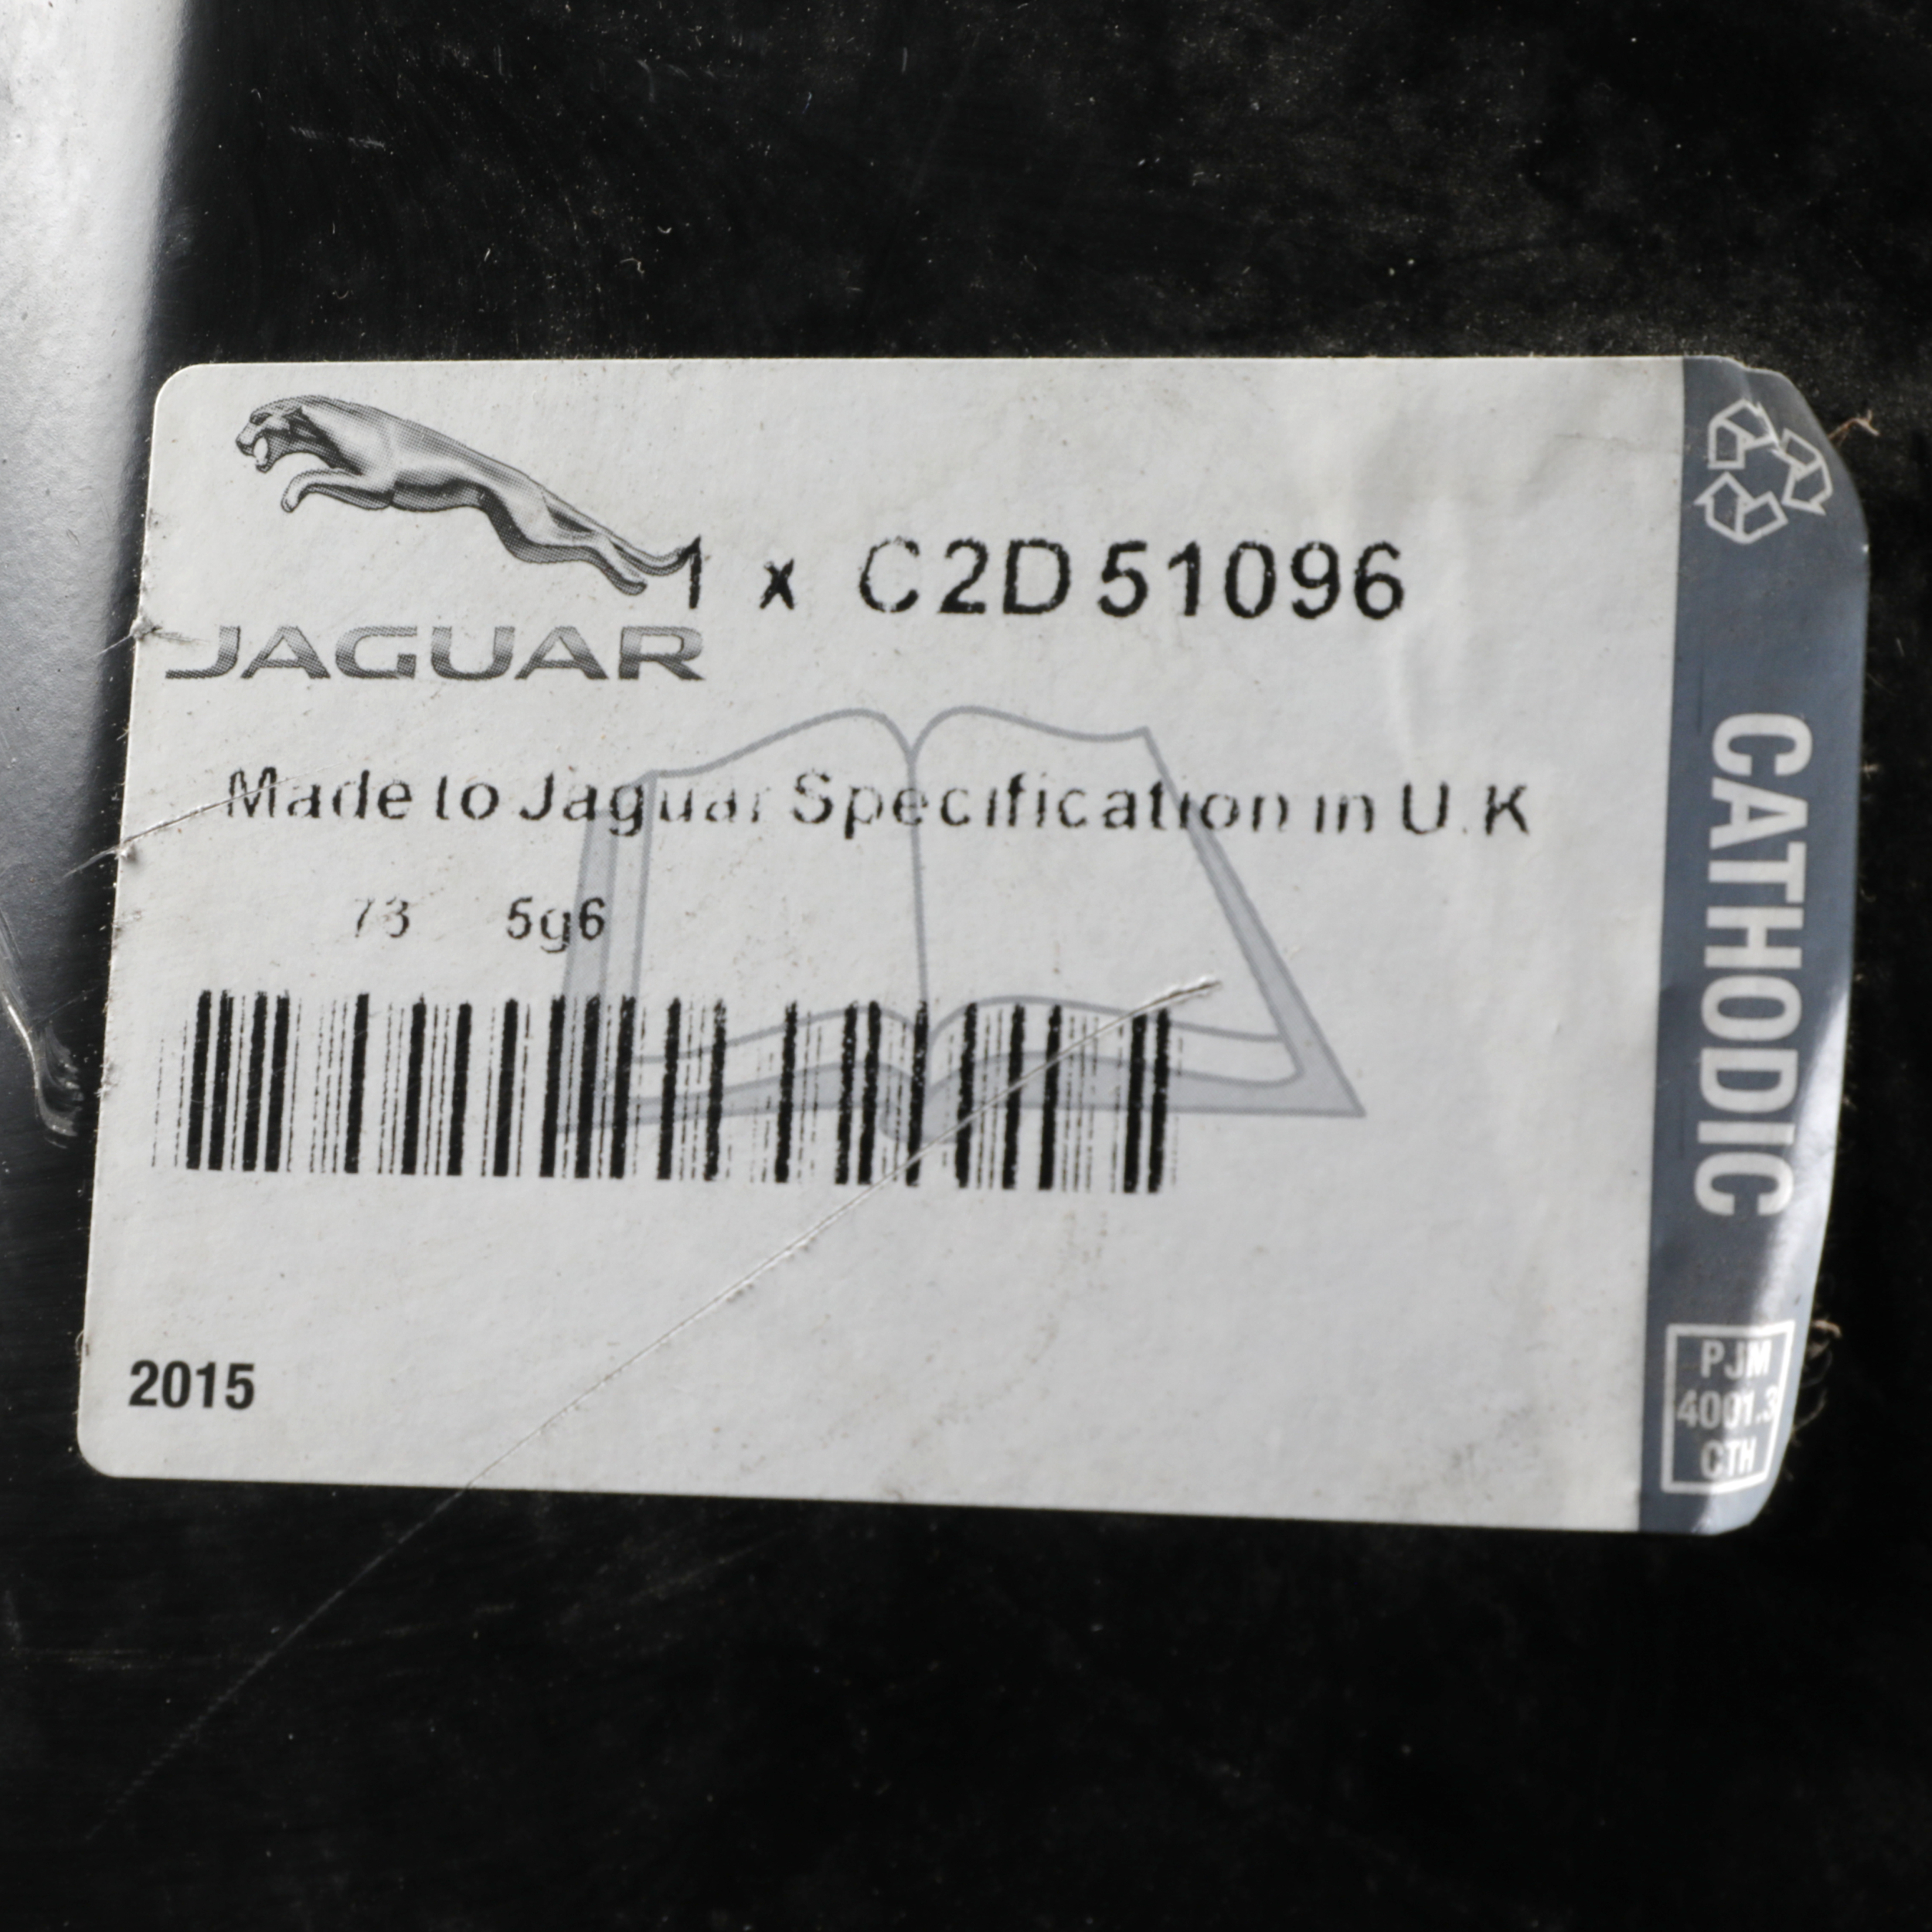 1 x C2D51096
JAGUAR
Made to Jaguar Specification in U.K
73 5g6
2015
CATHODIC
PJM
4001.3
CTH